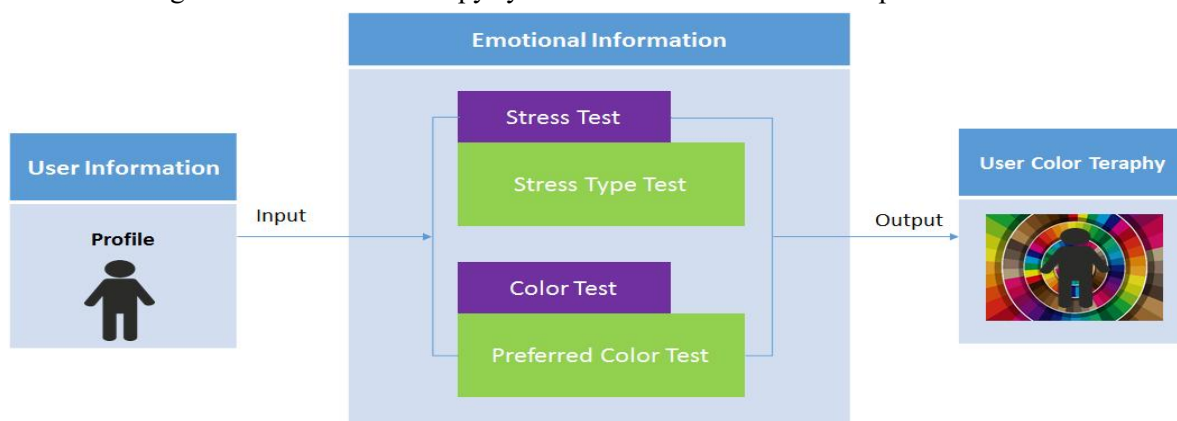 Emotional Information
Stress Test
Stress Type Test
User Information
Profile
Input
Color Test
Preferred Color Test
Output
User Color Teraphy